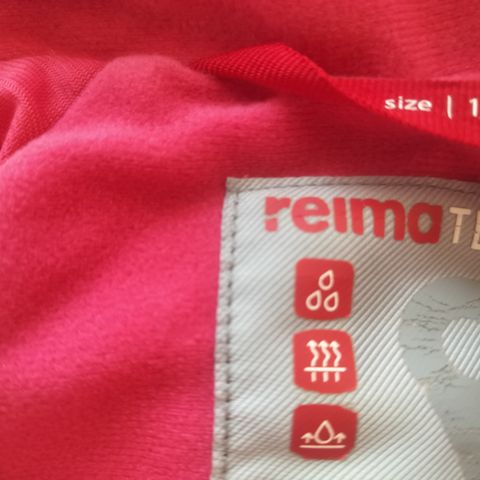 size | 1
reimaTE